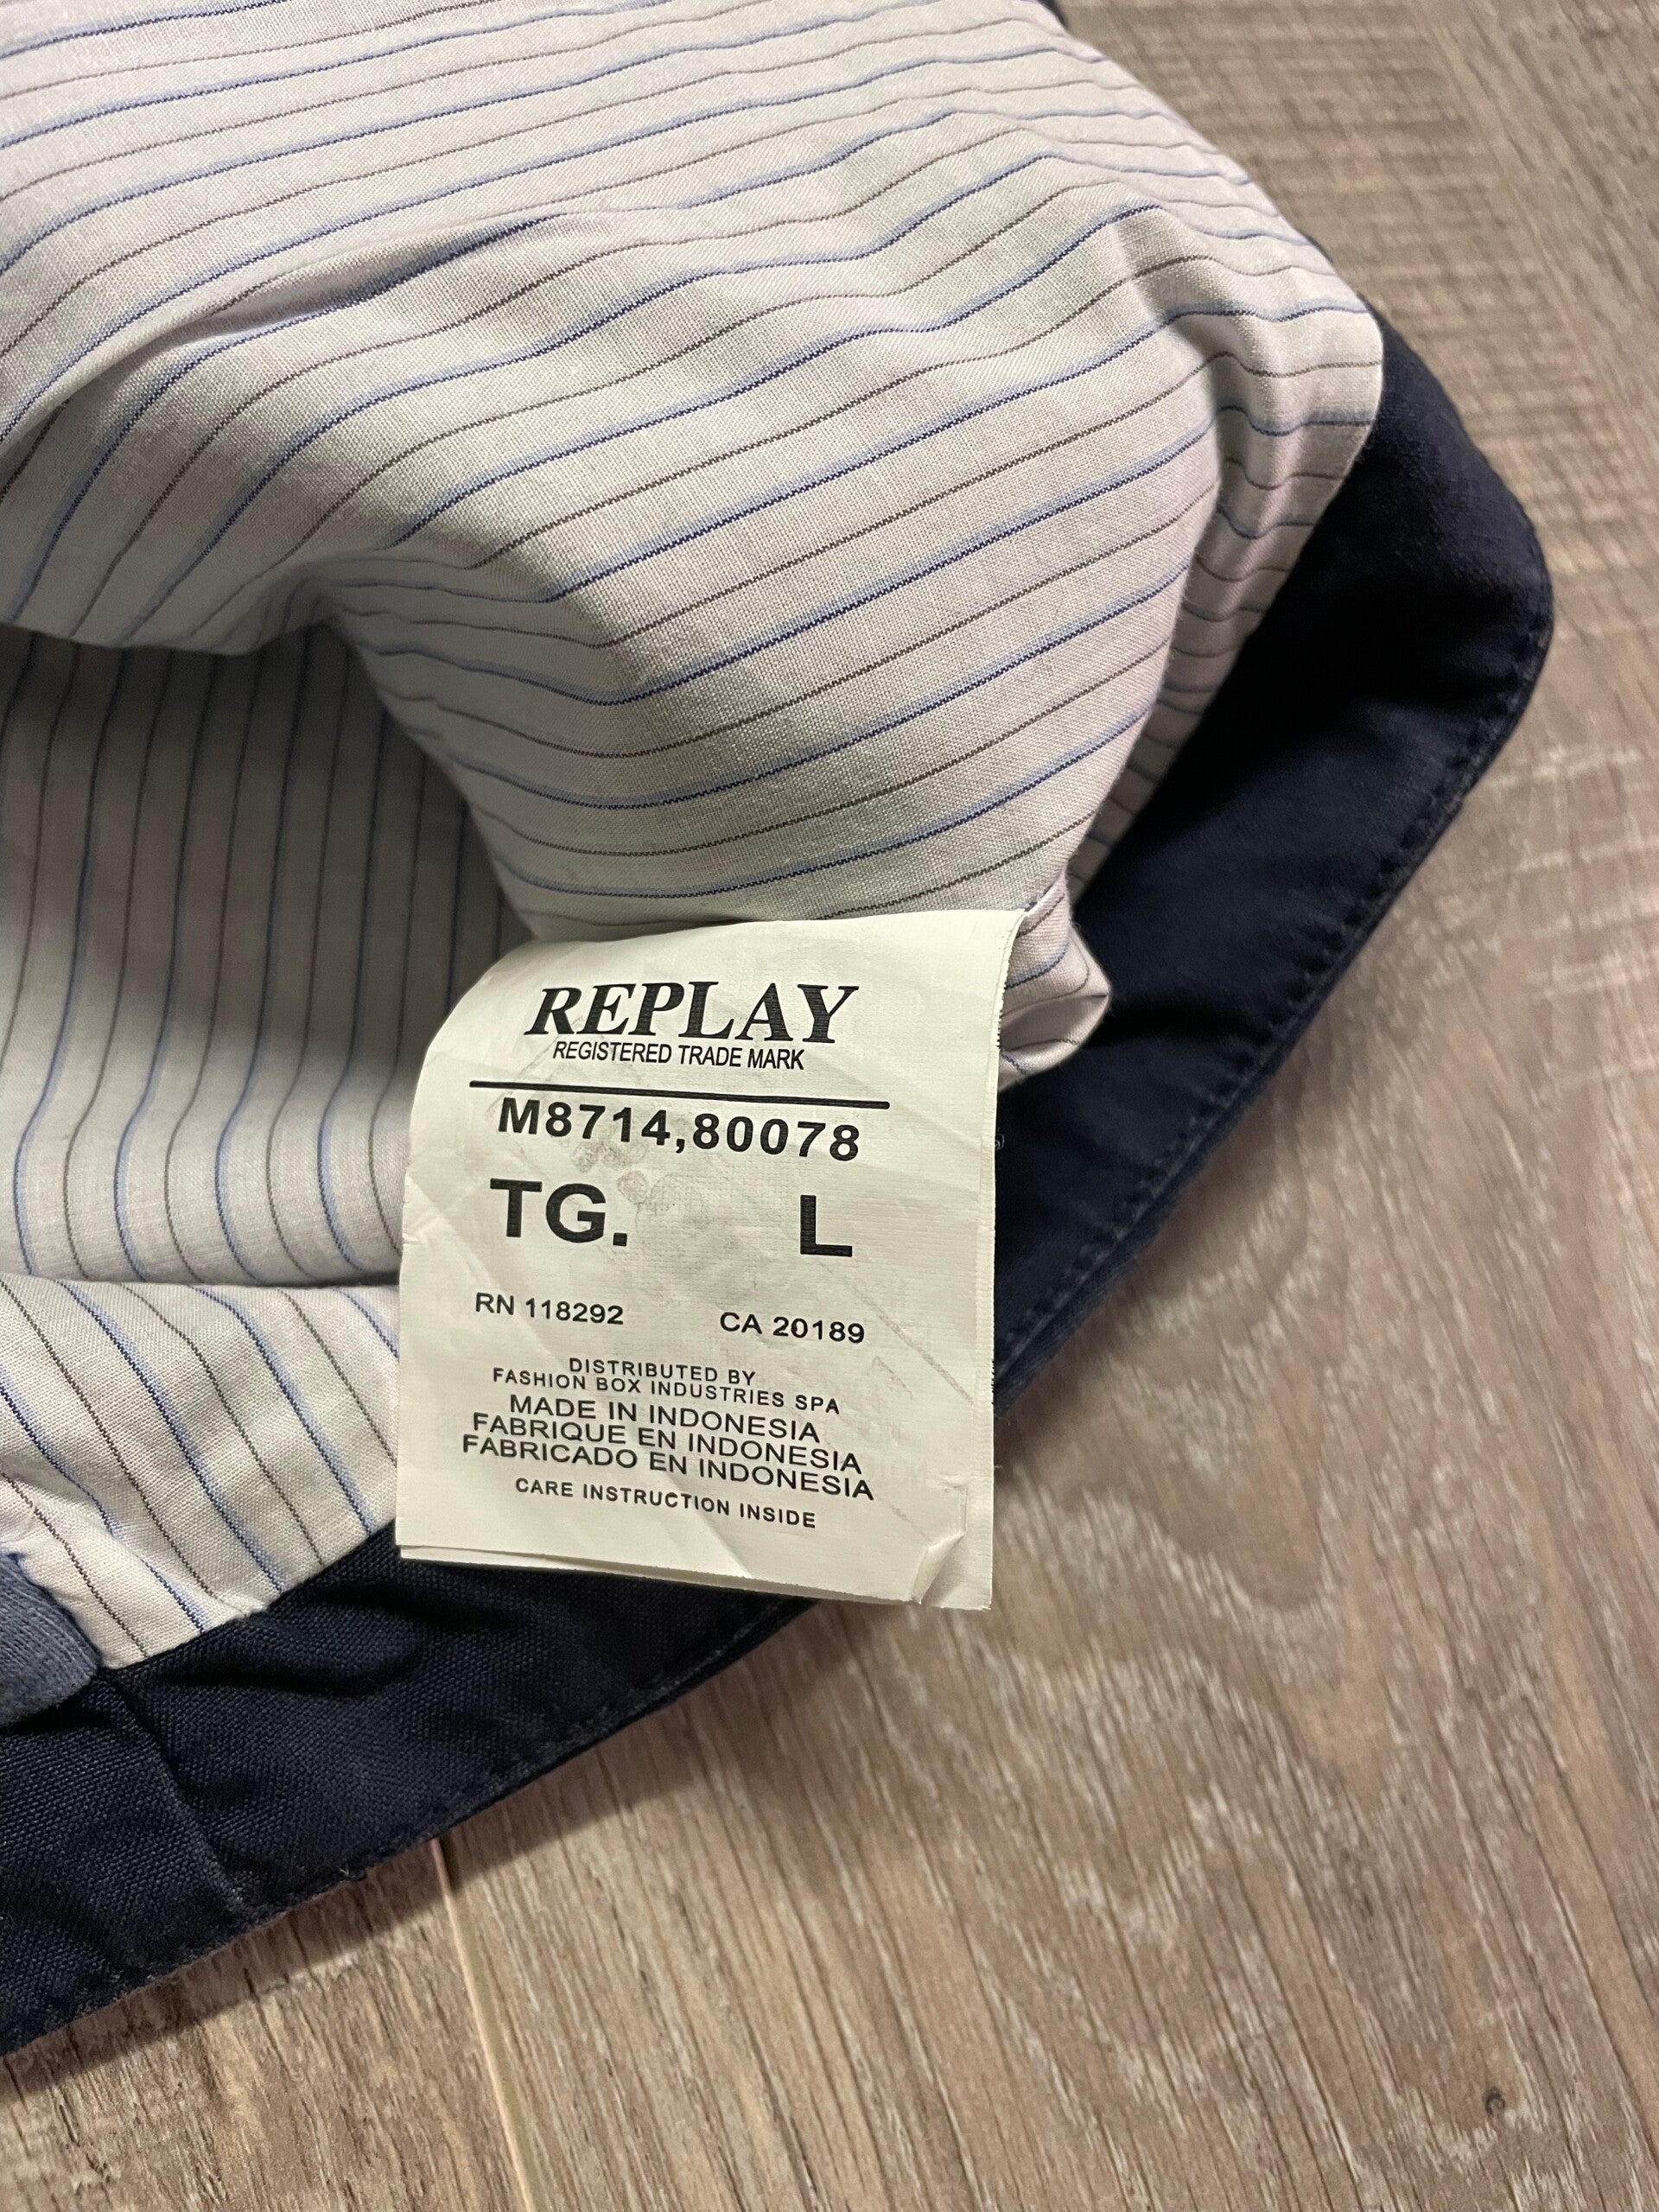 REPLAY
REGISTERED TRADE MARK
M8714,80078
TG. L
RN 118292 CA 20189
DISTRIBUTED BY
FASHION BOX INDUSTRIES SPA
MADE IN INDONESIA
FABRIQUE EN INDONESIA
FABRICADO EN INDONESIA
CARE INSTRUCTION INSIDE